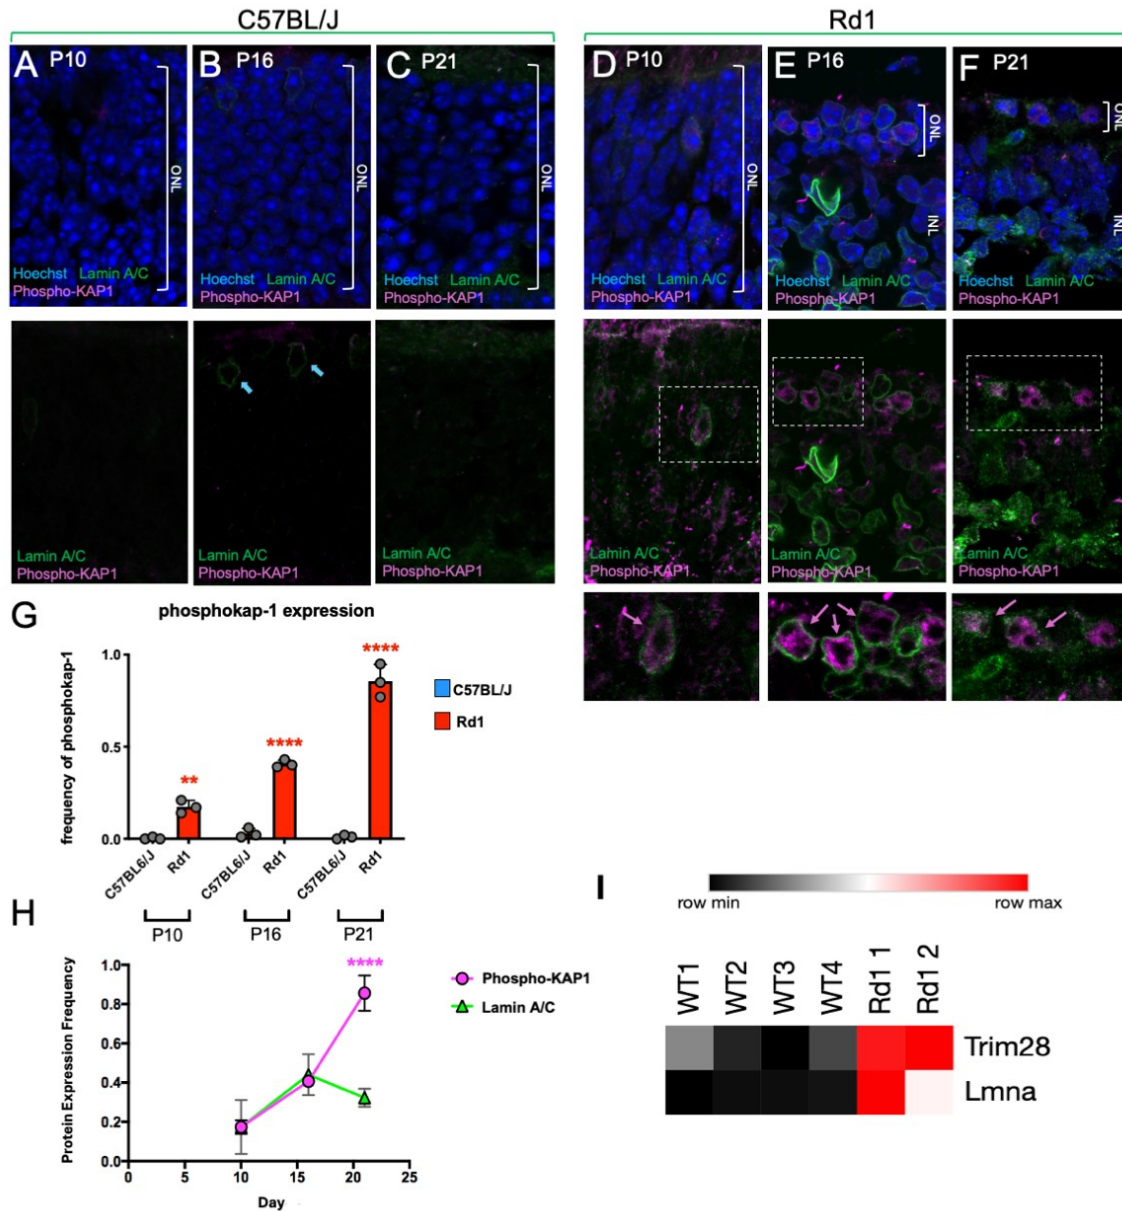 C57BL/J
Rd1
A P10
B P16
C P21
D P10
E P16
F P21
ONL
ONL
ONL
ONL
ONL
INL
ONL
INL
Hoechst Lamin A/C
Phospho-KAP1
Hoechst Lamin A/C
Phospho-KAP1
Hoechst Lamin A/C
Phospho-KAP1
Hoechst Lamin A/C
Phospho-KAP1
Hoechst Lamin A/C
Phospho-KAP1
Hoechst Lamin A/C
Phospho-KAP1
Lamin A/C
Phospho-KAP1
Lamin A/C
Phospho-KAP1
Lamin A/C
Phospho-KAP1
Lamin A/C
Phospho-KAP1
Lamin A/C
Phospho-KAP1
Lamin A/C
Phospho-KAP1
G
phosphokap-1 expression
frequency of phosphokap-1
1.0
0.5
0.0
**
****
****
C57BL/J
Rd1
C57BL6/J
Rd1
C57BL6/J
Rd1
C57BL6/J
Rd1
P10
P16
P21
H
Protein Expression Frequency
1.0
0.8
0.6
0.4
0.2
0.0
****
Phospho-KAP1
Lamin A/C
0
5
10
15
20
25
Day
I
row min
row max
WT1
WT2
WT3
WT4
Rd1 1
Rd1 2
Trim28
Lmna